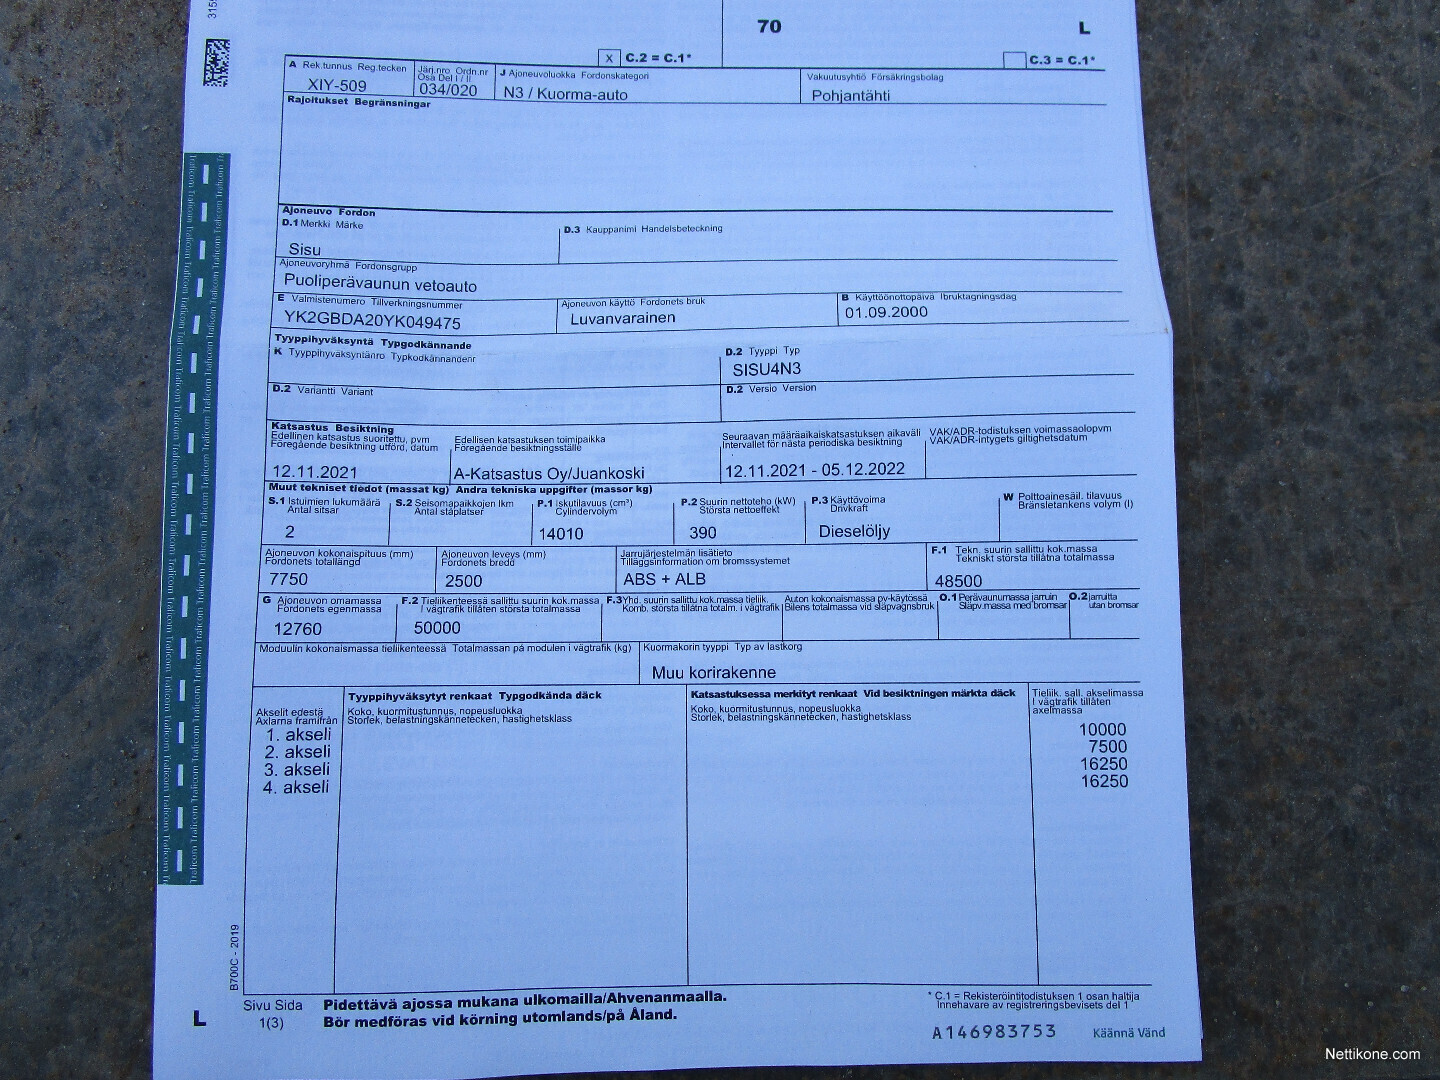 70
L
X C.2 = C.1*
C.3 = C.1*
A Rek.tunnus Reg.tecken
Järj.nro Ordn.nr
Osa Del I / II
J Ajoneuvoluokka Fordonskategori
Vakuutusyhtiö Försäkringsbolag
XIY-509
034/020
N3 / Kuorma-auto
Pohjantähti
Rajoitukset Begränsningar
Ajoneuvo Fordon
D.1 Merkki Märke
D.3 Kauppanimi Handelsbeteckning
Sisu
Ajoneuvoryhmä Fordonsgrupp
Puoliperävaunun vetoauto
E Valmistenumero Tillverkningsnummer
Ajoneuvon käyttö Fordonets bruk
B Käyttöönottopäivä Ibruktagningsdag
YK2GBDA20YK049475
Luvanvarainen
01.09.2000
Tyyppihyväksyntä Typgodkännande
K Tyyppihyväksyntänro Typkodkännandenr
D.2 Tyyppi Typ
SISU4N3
D.2 Variantti Variant
D.2 Versio Version
Katsastus Besiktning
Edellinen katsastus suoritettu, pvm
Föregående besiktning utförd, datum
Edellisen katsastuksen toimipaikka
Föregående besiktningsställe
Seuraavan määräaikaiskatsastuksen aikaväli
Intervallet för nästa periodiska besiktning
VAK/ADR-todistuksen voimassaolopvm
VAK/ADR-intygets giltighetsdatum
12.11.2021
A-Katsastus Oy/Juankoski
12.11.2021 - 05.12.2022
Muut tekniset tiedot (massat kg) Andra tekniska uppgifter (massor kg)
S.1 Istuimien lukumäärä
Antal sitsar
S.2 Seisomapaikkojen lkm
Antal ståplatser
P.1 Iskutilavuus (cm³)
Cylindervolym
P.2 Suurin nettoteho (kW)
Största nettoeffekt
P.3 Käyttövoima
Drivkraft
W Polttoainesäil. tilavuus
Bränsletankens volym (l)
2
14010
390
Dieselöljy
Ajoneuvon kokonaispituus (mm)
Fordonets totallängd
Ajoneuvon leveys (mm)
Fordonets bredd
Jarrujärjestelmän lisätieto
Tilläggsinformation om bromssystemet
F.1 Tekn. suurin sallittu kok.massa
Tekniskt största tillåtna totalmassa
7750
2500
ABS + ALB
48500
G Ajoneuvon omamassa
Fordonets egenmassa
F.2 Tieliikenteessä sallittu suurin kok.massa
I vägtrafik tillåten största totalmassa
F.3 Yhd. suurin sallittu kok.massa tieliik.
Komb. största tillåtna totalm. i vägtrafik
Auton kokonaismassa pv-käytössä
Bilens totalmassa vid släpvagnsbruk
O.1 Perävaunumassa jarruin
Släpv.massa med bromsar
O.2 jarruitta
utan bromsar
12760
50000
Moduulin kokonaismassa tieliikenteessä Totalmassan på modulen i vägtrafik (kg)
Kuormakorin tyyppi Typ av lastkorg
Muu korirakenne
Akselit edestä
Axlarna framifrån
Tyyppihyväksytyt renkaat Typgodkända däck
Koko, kuormitustunnus, nopeusluokka
Storlek, belastningskännetecken, hastighetsklass
Katsastuksessa merkityt renkaat Vid besiktningen märkta däck
Koko, kuormitustunnus, nopeusluokka
Storlek, belastningskännetecken, hastighetsklass
Tieliik. sall. akselimassa
I vägtrafik tillåten
axelmassa
1. akseli 10000
2. akseli 7500
3. akseli 16250
4. akseli 16250
B700C - 2019
L
Sivu Sida
1(3)
Pidettävä ajossa mukana ulkomailla/Ahvenanmaalla.
Bör medföras vid körning utomlands/på Åland.
* C.1 = Rekisteröintitodistuksen 1 osan haltija
Innehavare av registreringsbevisets del 1
A146983753
Käännä Vänd
Nettikone.com